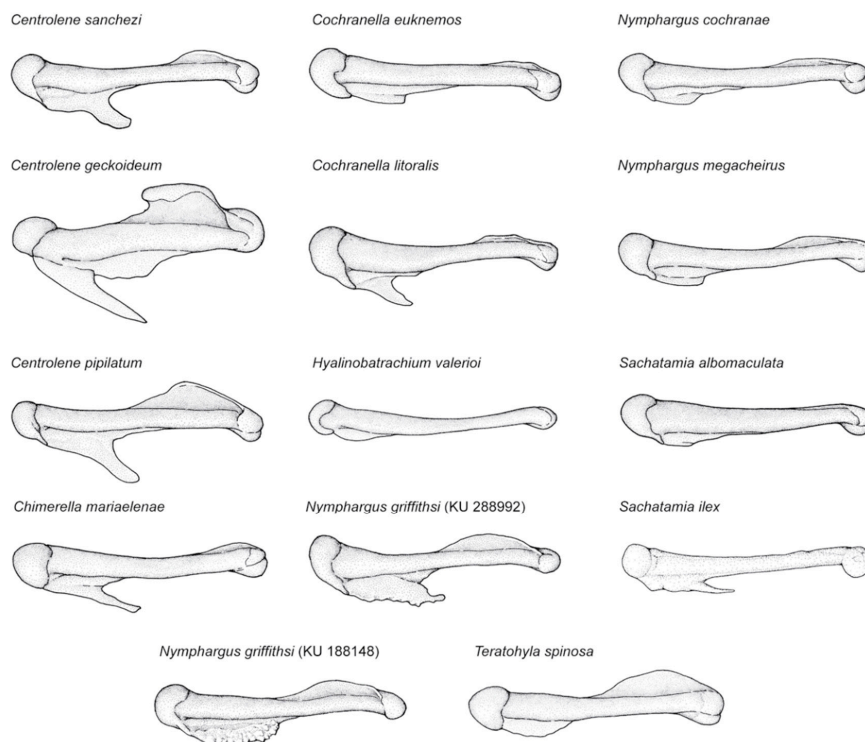 Centrolene sanchezi
Cochranella euknemos
Nymphargus cochranae
Centrolene geckoideum
Cochranella litoralis
Nymphargus megacheirus
Centrolene pipilatum
Hyalinobatrachium valerioi
Sachatamia albomaculata
Chimerella mariaelenae
Nymphargus griffithsi (KU 288992)
Sachatamia ilex
Nymphargus griffithsi (KU 188148)
Teratohyla spinosa